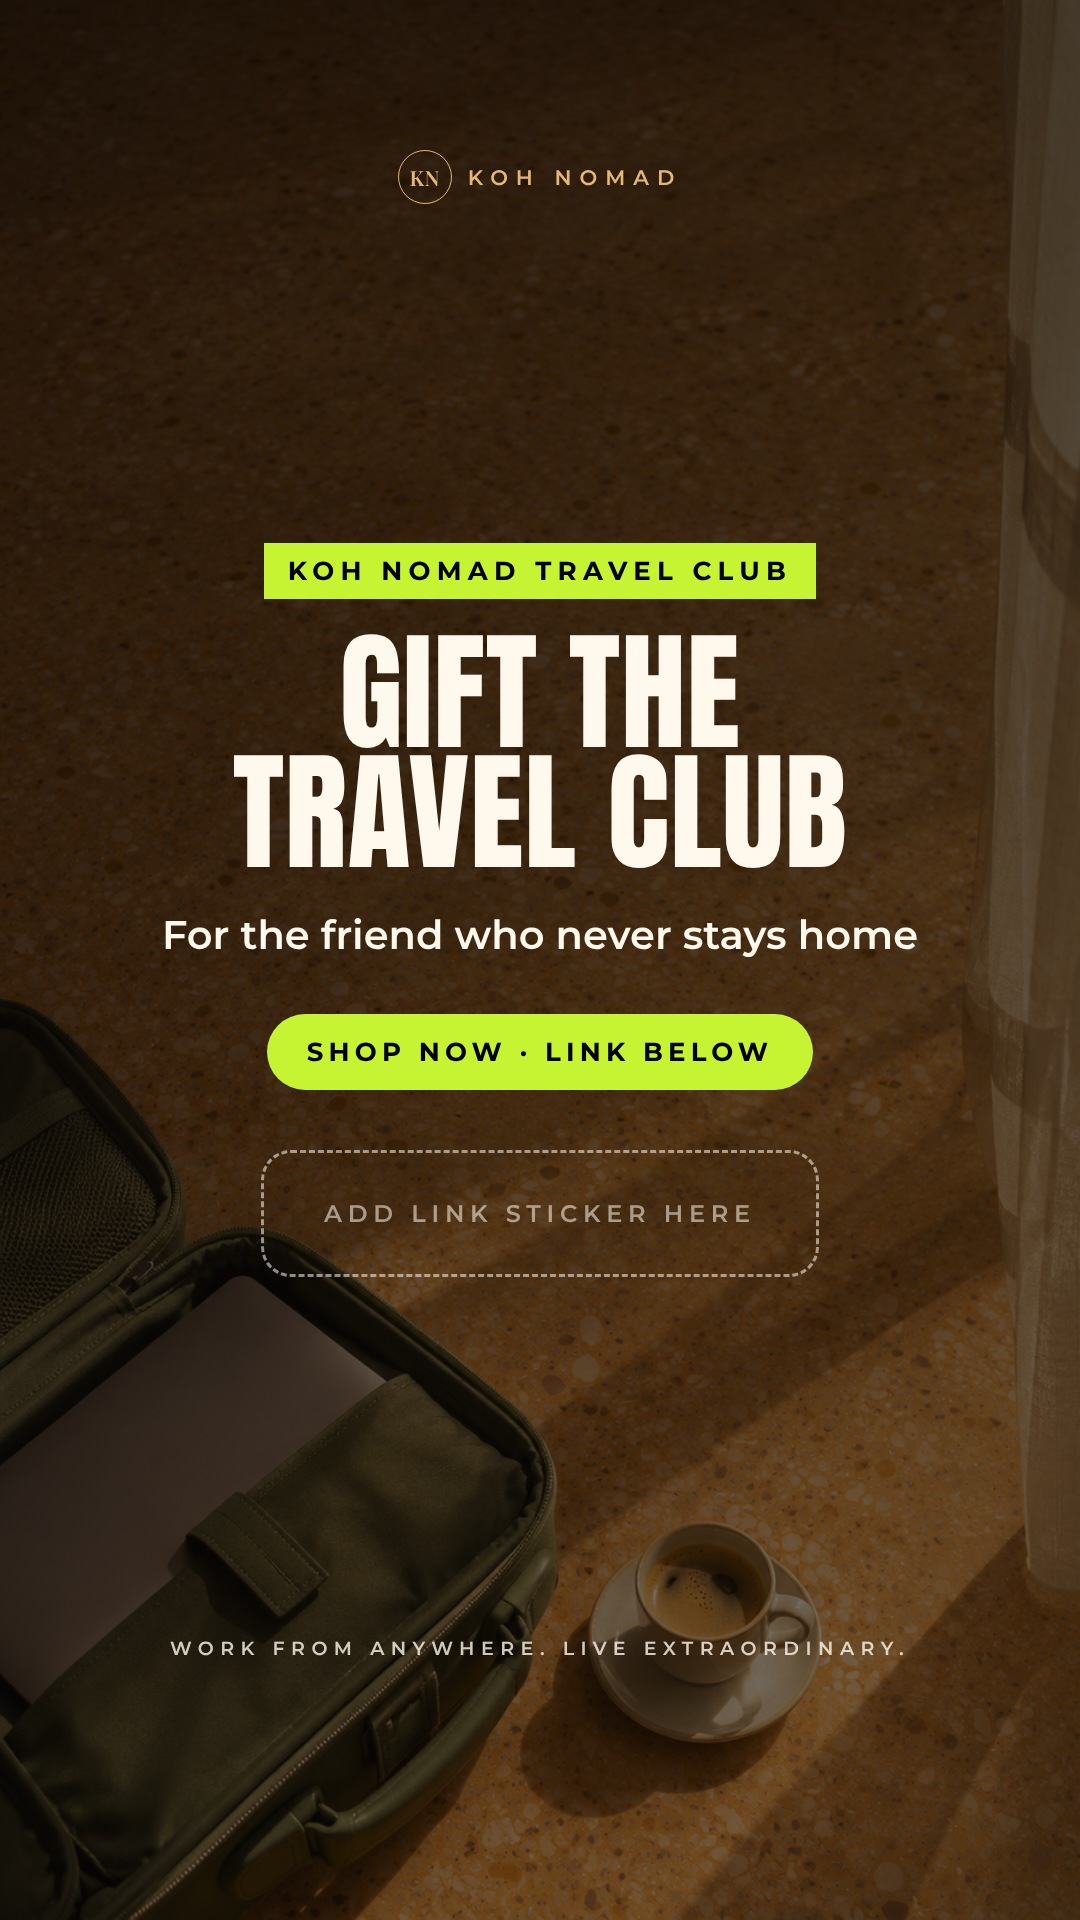 KN KOH NOMAD
KOH NOMAD TRAVEL CLUB
GIFT THE
TRAVEL CLUB
For the friend who never stays home
SHOP NOW · LINK BELOW
ADD LINK STICKER HERE
WORK FROM ANYWHERE. LIVE EXTRAORDINARY.